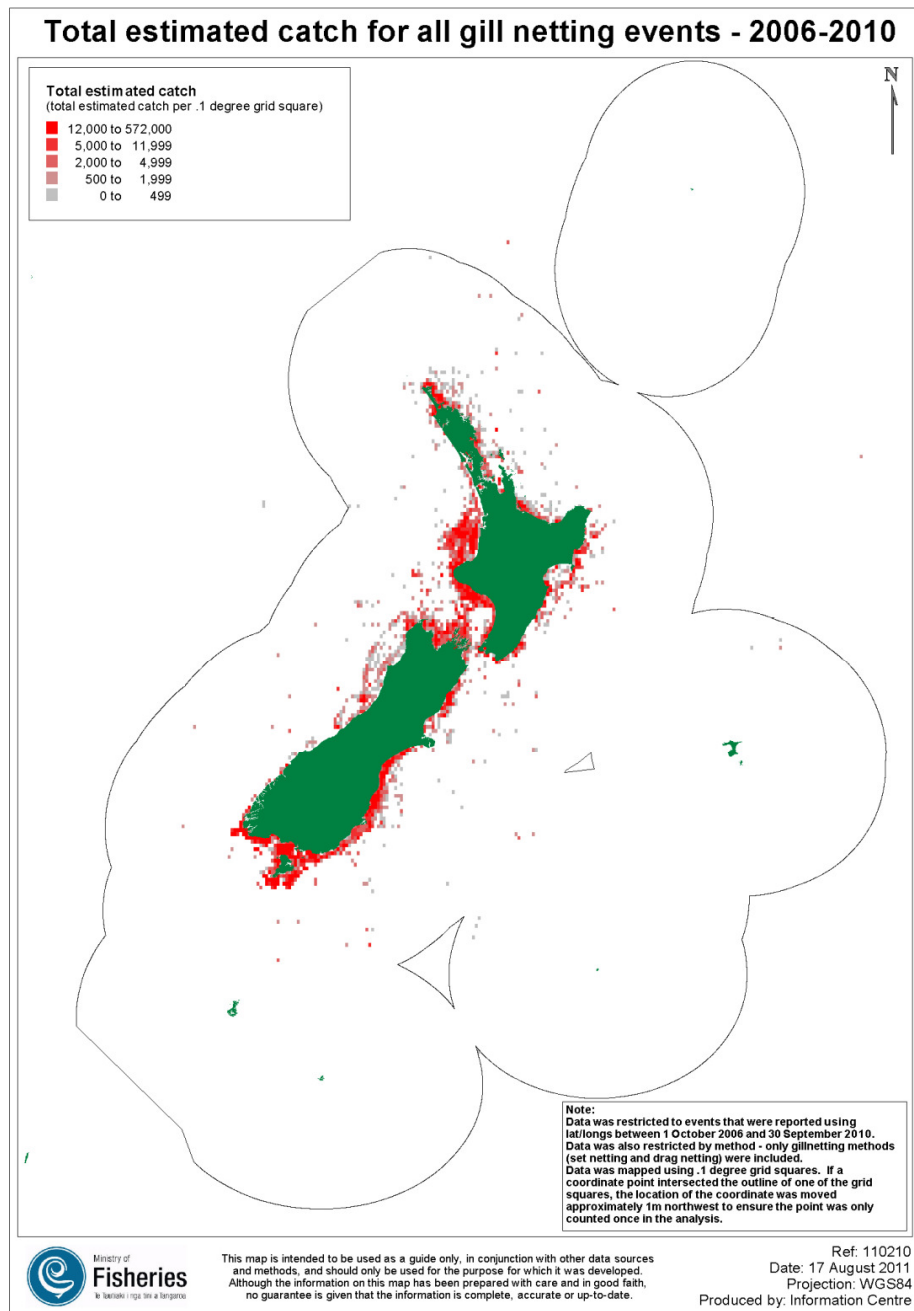 Total estimated catch for all gill netting events - 2006-2010
Total estimated catch
(total estimated catch per .1 degree grid square)
12,000 to 572,000
5,000 to 11,999
2,000 to 4,999
500 to 1,999
0 to 499
N
Note:
Data was restricted to events that were reported using
lat/longs between 1 October 2006 and 30 September 2010.
Data was also restricted by method - only gillnetting methods
(set netting and drag netting) were included.
Data was mapped using .1 degree grid squares. If a
coordinate point intersected the outline of one of the grid
squares, the location of the coordinate was moved
approximately 1m northwest to ensure the point was only
counted once in the analysis.
Ministry of
Fisheries
Te Tautiaki i nga tini a Tangaroa
This map is intended to be used as a guide only, in conjunction with other data sources
and methods, and should only be used for the purpose for which it was developed.
Although the information on this map has been prepared with care and in good faith,
no guarantee is given that the information is complete, accurate or up-to-date.
Ref: 110210
Date: 17 August 2011
Projection: WGS84
Produced by: Information Centre